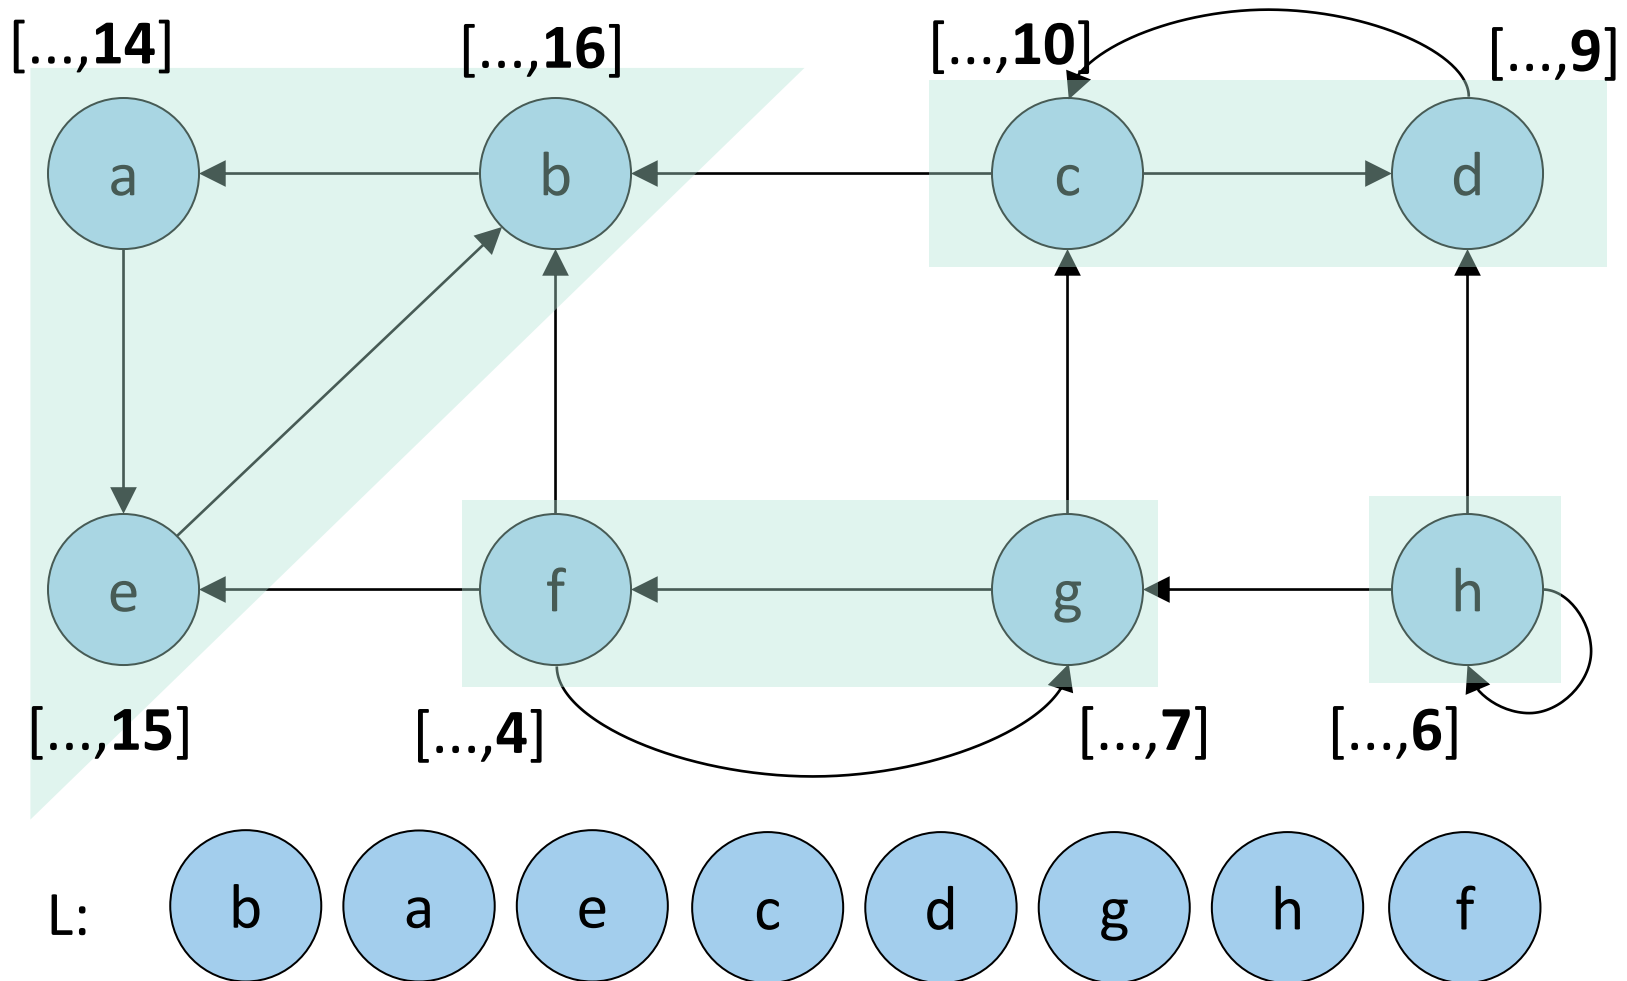 [...,14] [...,16] [...,10] [...,9]
a b c d
e f g h
[...,15] [...,4] [...,7] [...,6]
L: b a e c d g h f